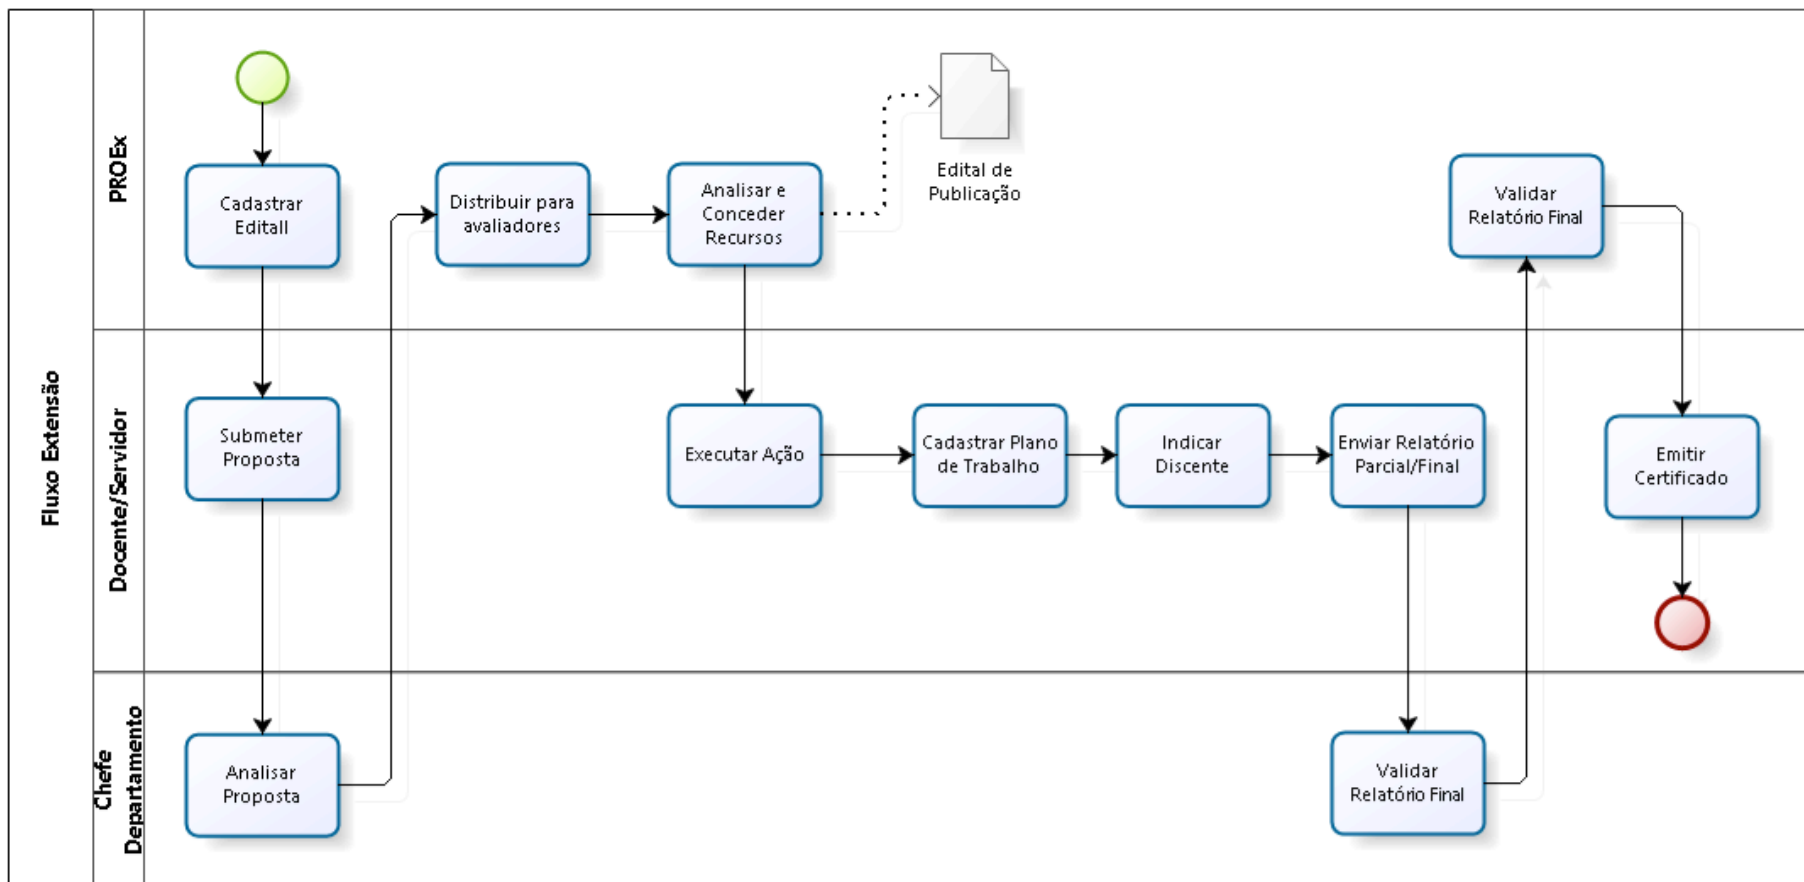 Fluxo Extensão
PROEx
Cadastrar
Editall
Distribuir para
avaliadores
Analisar e
Conceder
Recursos
Edital de
Publicação
Validar
Relatório Final
Docente/Servidor
Submeter
Proposta
Executar Ação
Cadastrar Plano
de Trabalho
Indicar
Discente
Enviar Relatório
Parcial/Final
Emitir
Certificado
Chefe
Departamento
Analisar
Proposta
Validar
Relatório Final